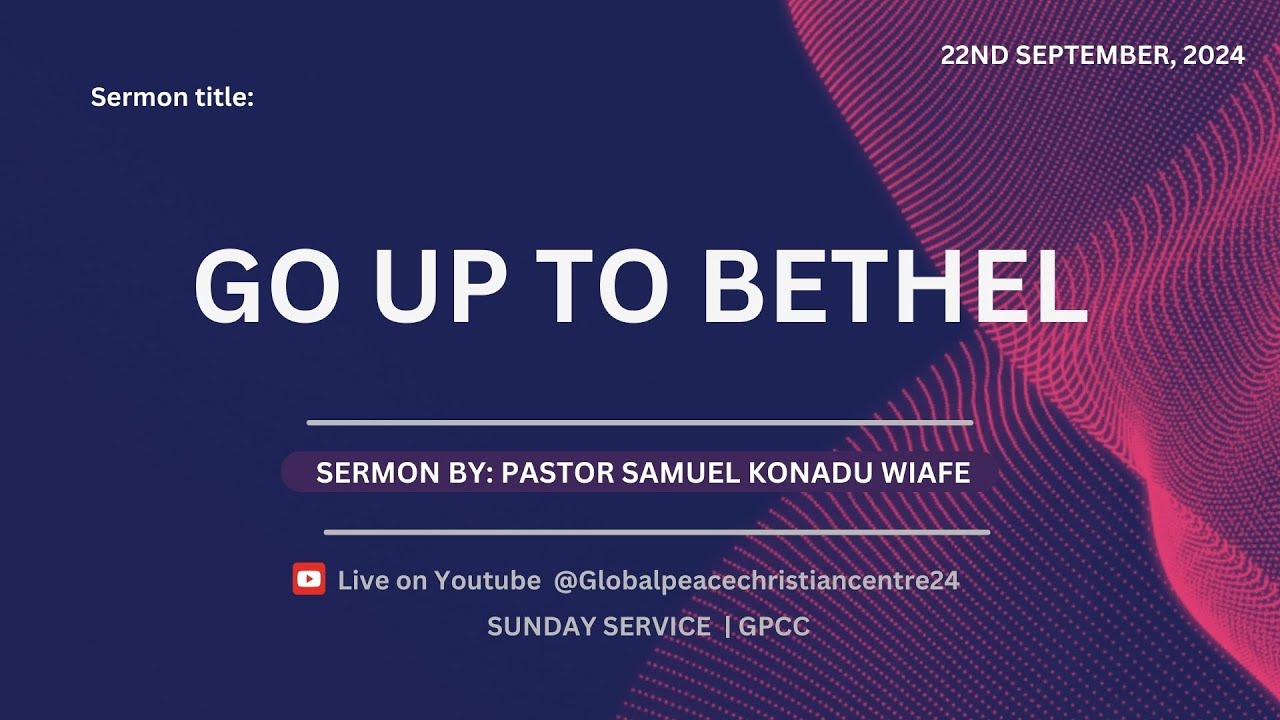 22ND SEPTEMBER, 2024
Sermon title:
GO UP TO BETHEL
SERMON BY: PASTOR SAMUEL KONADU WIAFE
Live on Youtube @Globalpeacechristiancentre24
SUNDAY SERVICE | GPCC